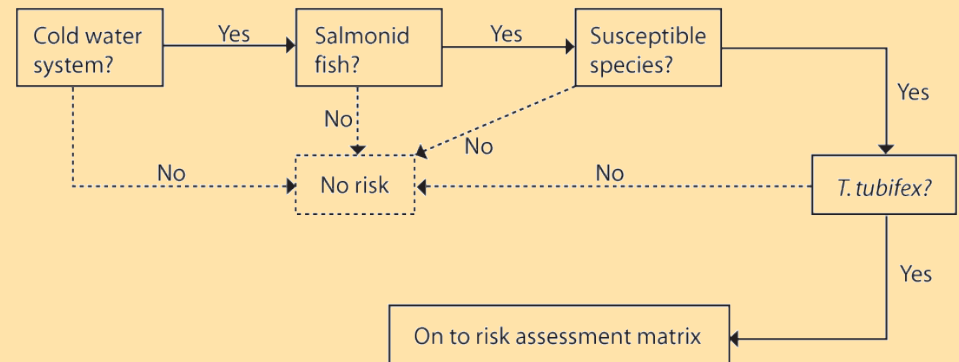 Cold water
system?
Yes
Salmonid
fish?
Yes
Susceptible
species?
Yes
No
No
No
No
No risk
T. tubifex?
Yes
On to risk assessment matrix